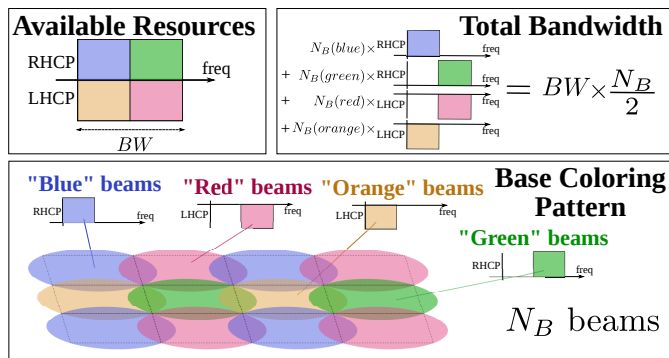 Available Resources
RHCP
LHCP
freq
BW
Total Bandwidth
N_B(blue)×RHCP freq
+ N_B(green)×RHCP freq
+ N_B(red)×LHCP freq
+N_B(orange)×LHCP freq
= BW×N_B/2
Base Coloring
Pattern
"Blue" beams
RHCP freq
"Red" beams
LHCP freq
"Orange" beams
LHCP freq
"Green" beams
RHCP freq
N_B beams